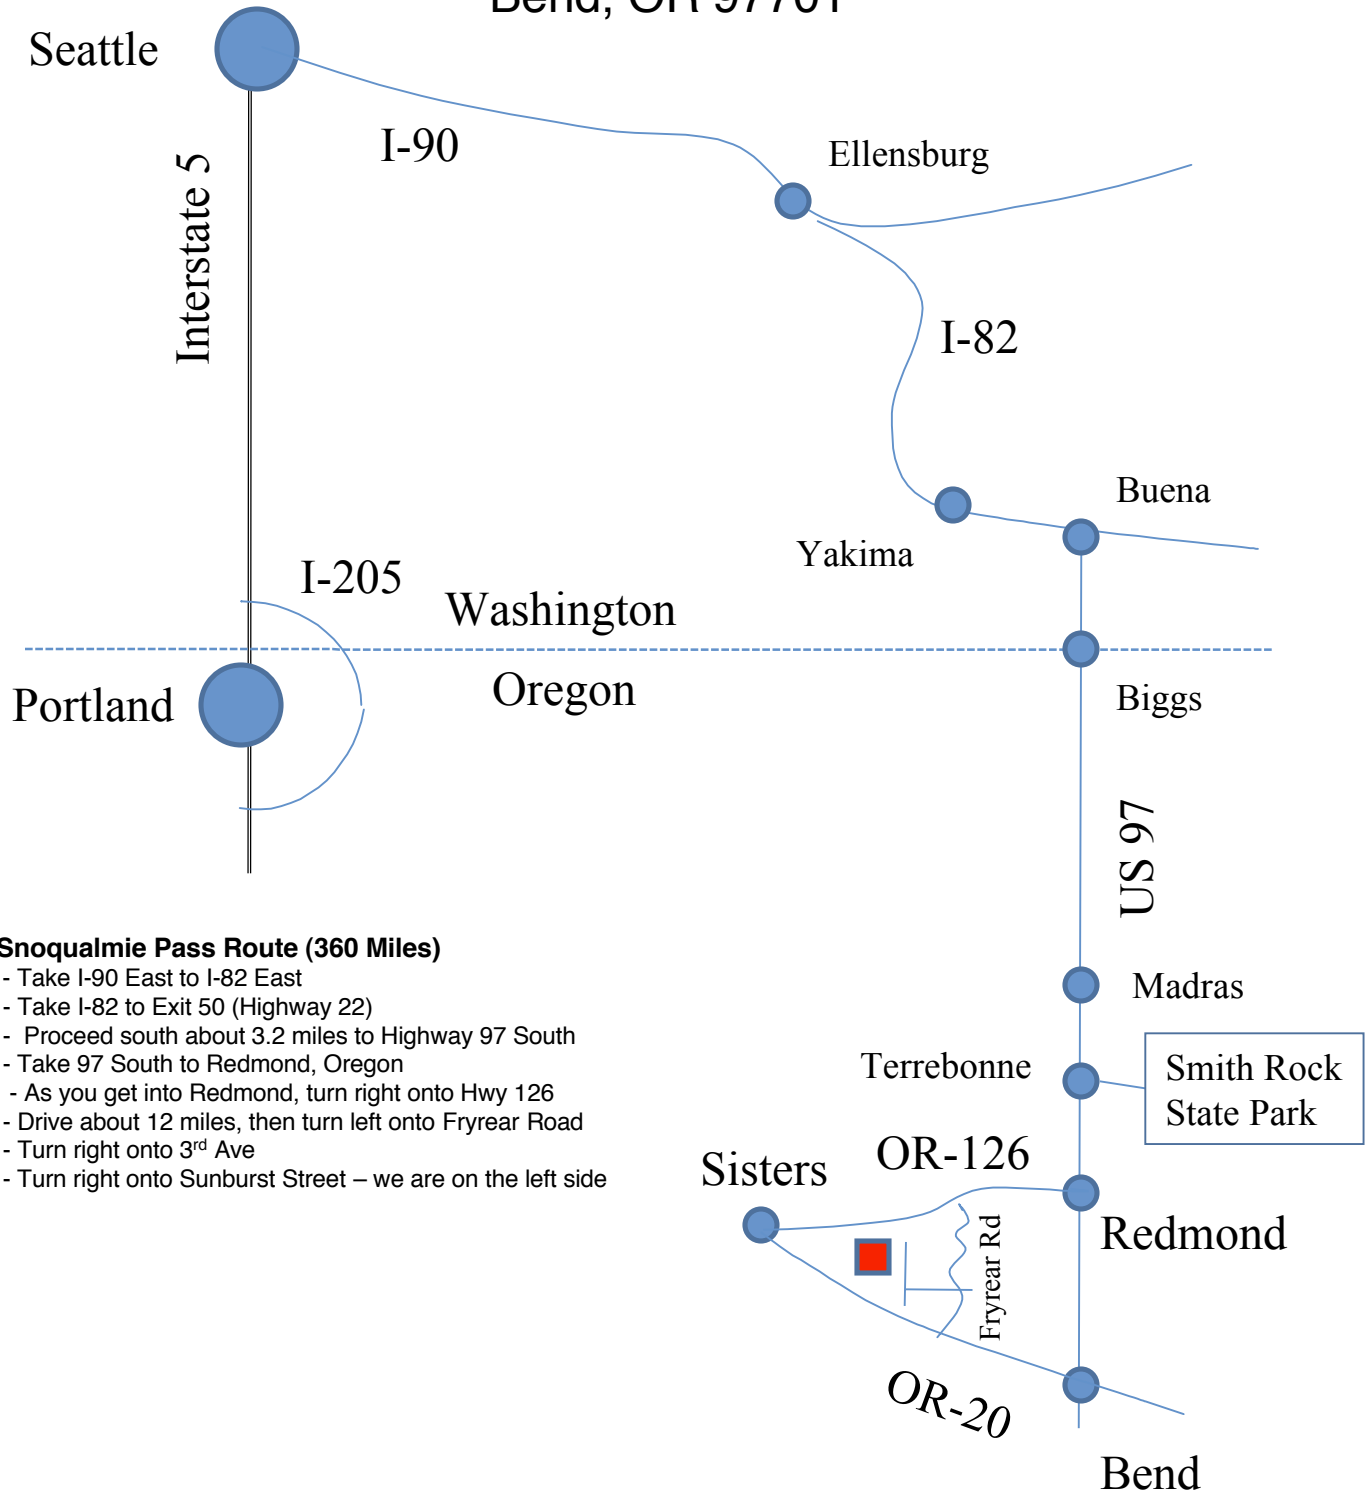 Bend, OR 97701
Seattle
I-90
Ellensburg
Interstate 5
I-82
Buena
Yakima
I-205
Washington
Oregon
Portland
Biggs
US 97
Snoqualmie Pass Route (360 Miles)
- Take I-90 East to I-82 East
- Take I-82 to Exit 50 (Highway 22)
- Proceed south about 3.2 miles to Highway 97 South
- Take 97 South to Redmond, Oregon
- As you get into Redmond, turn right onto Hwy 126
- Drive about 12 miles, then turn left onto Fryrear Road
- Turn right onto 3rd Ave
- Turn right onto Sunburst Street – we are on the left side
Madras
Terrebonne
Smith Rock
State Park
OR-126
Sisters
Redmond
Fryrear Rd
OR-20
Bend